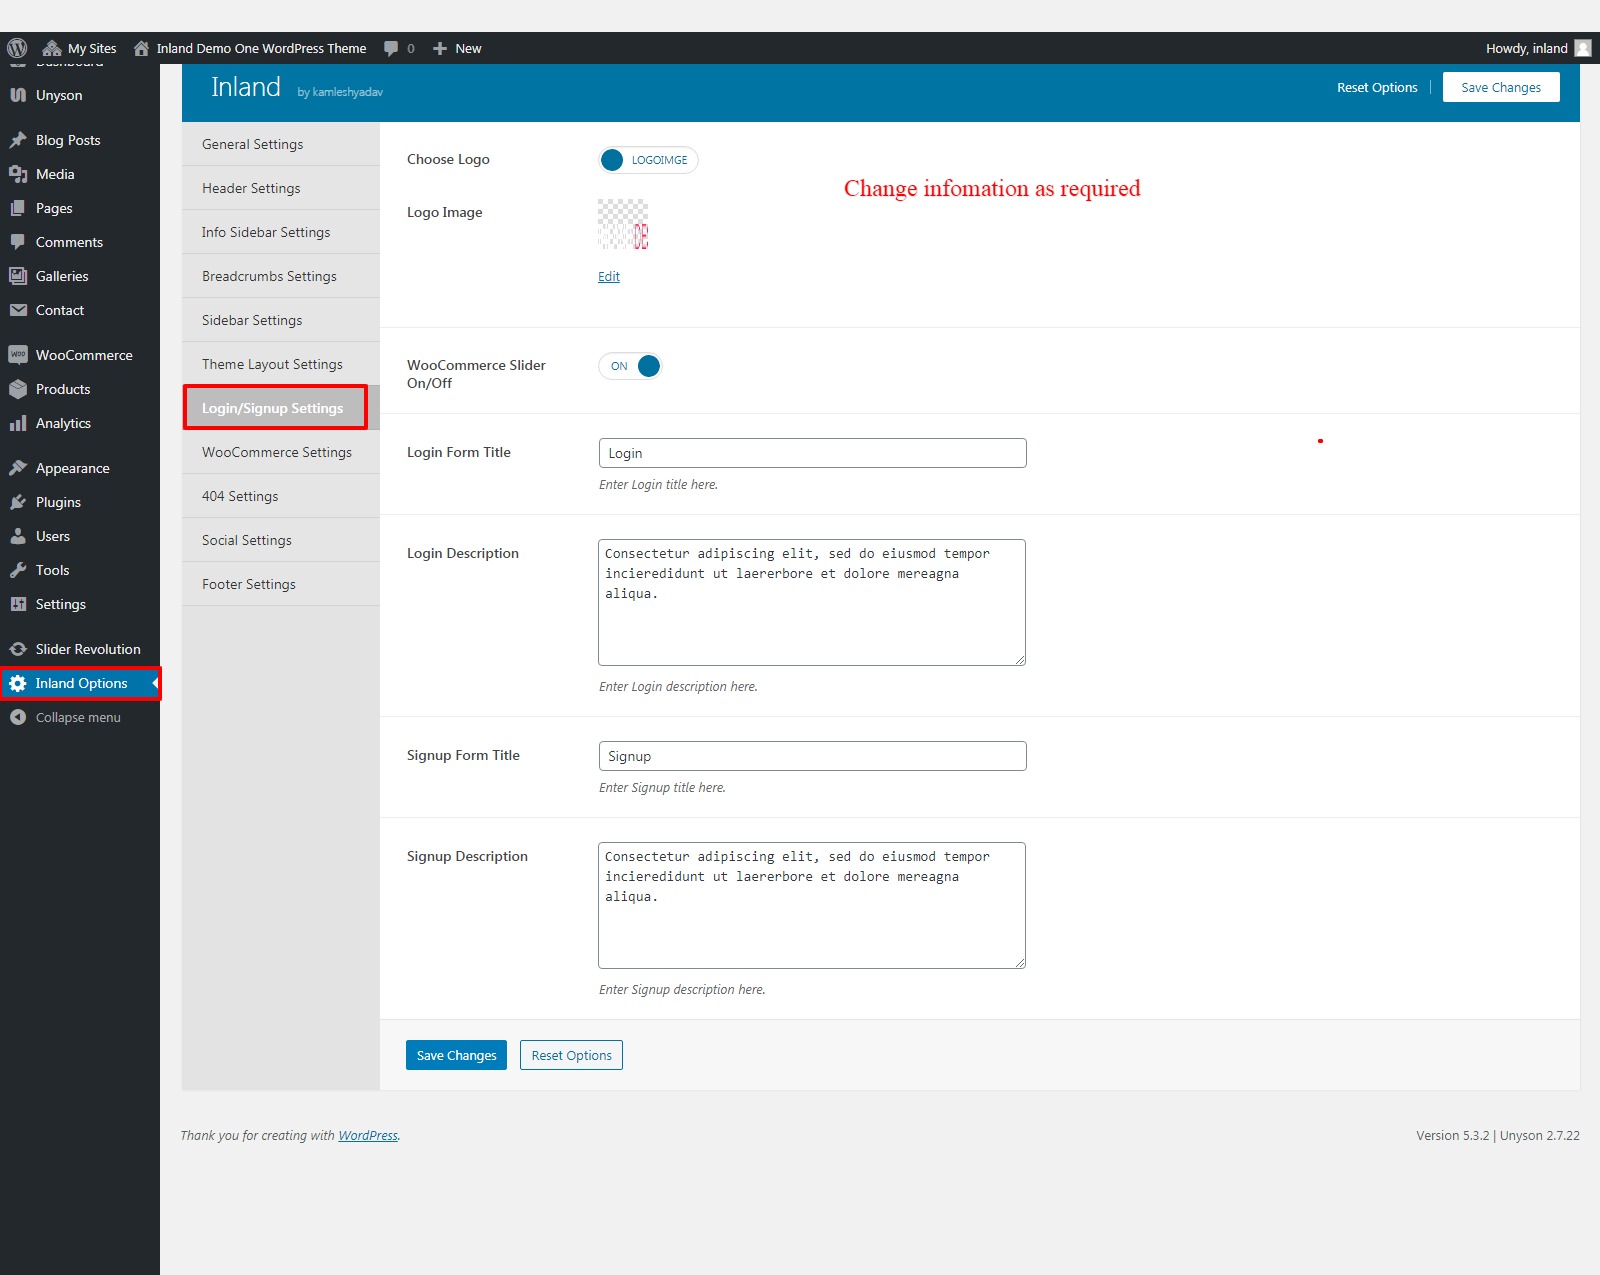 My Sites
Inland Demo One WordPress Theme
0
New
Howdy, inland
Dashboard
Unyson
Blog Posts
Media
Pages
Comments
Galleries
Contact
WooCommerce
Products
Analytics
Appearance
Plugins
Users
Tools
Settings
Slider Revolution
Inland Options
Collapse menu
Inland by kamleshyadav
Reset Options
Save Changes
General Settings
Header Settings
Info Sidebar Settings
Breadcrumbs Settings
Sidebar Settings
Theme Layout Settings
Login/Signup Settings
WooCommerce Settings
404 Settings
Social Settings
Footer Settings
Choose Logo
LOGOIMGE
Change infomation as required
Logo Image
DE
Edit
WooCommerce Slider
On/Off
ON
Login Form Title
Login
Enter Login title here.
Login Description
Consectetur adipiscing elit, sed do eiusmod tempor
incieredidunt ut laererbore et dolore mereagna
aliqua.
Enter Login description here.
Signup Form Title
Signup
Enter Signup title here.
Signup Description
Consectetur adipiscing elit, sed do eiusmod tempor
incieredidunt ut laererbore et dolore mereagna
aliqua.
Enter Signup description here.
Save Changes
Reset Options
Thank you for creating with WordPress.
Version 5.3.2 | Unyson 2.7.22